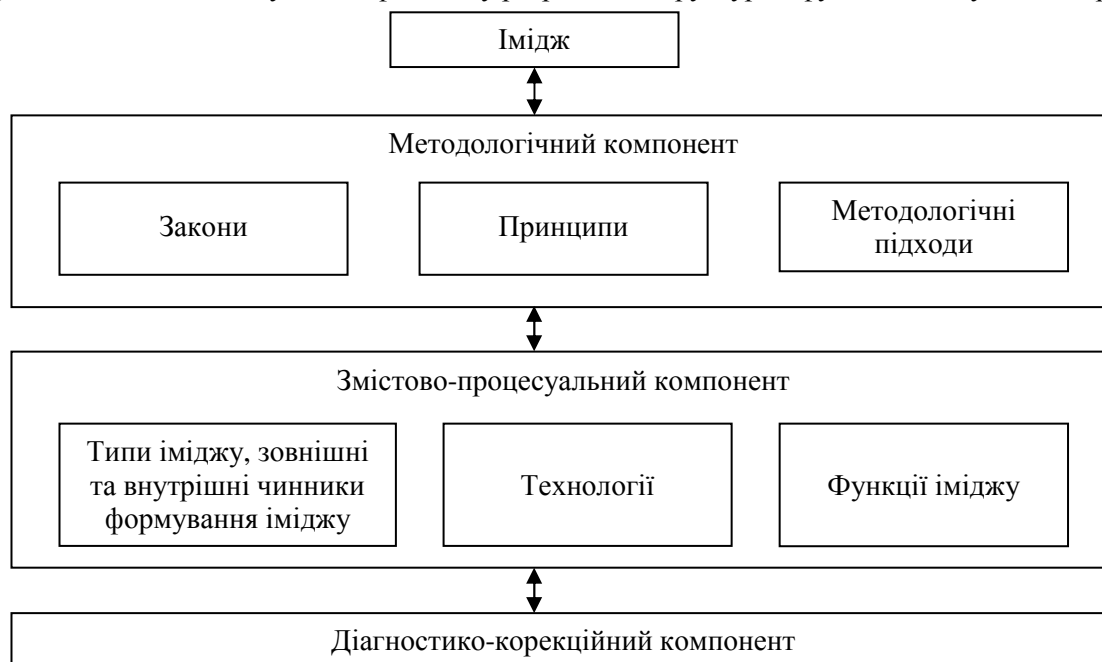 Імідж
Методологічний компонент
Закони
Принципи
Методологічні
підходи
Змістово-процесуальний компонент
Типи іміджу, зовнішні
та внутрішні чинники
формування іміджу
Технології
Функції іміджу
Діагностико-корекційний компонент